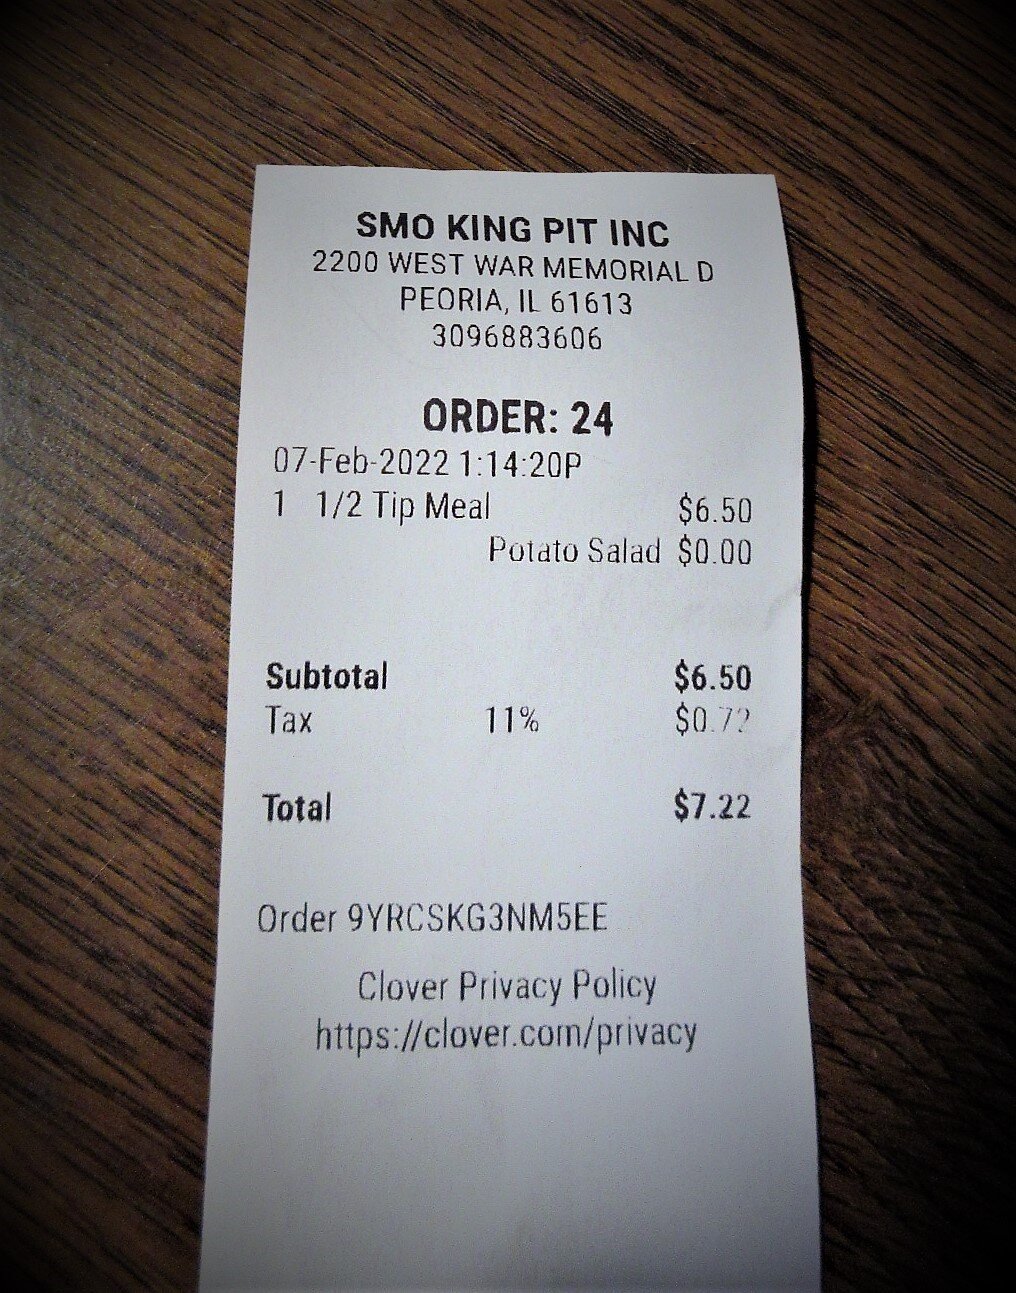 SMO KING PIT INC
2200 WEST WAR MEMORIAL D
PEORIA, IL 61613
3096883606
ORDER: 24
07-Feb-2022 1:14:20P
1 1/2 Tip Meal $6.50
Potato Salad $0.00
Subtotal $6.50
Tax 11% $0.72
Total $7.22
Order 9YRCSKG3NM5EE
Clover Privacy Policy
https://clover.com/privacy